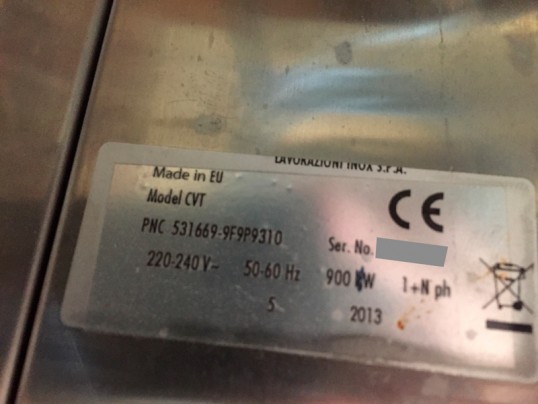 LAVORAZIONI INOX S.P.A.
Made in EU
CE
Model CVT
PNC 531669-9F9P9310
Ser. No.
220-240V~ 50-60 Hz 900 W 1+N ph
5 2013